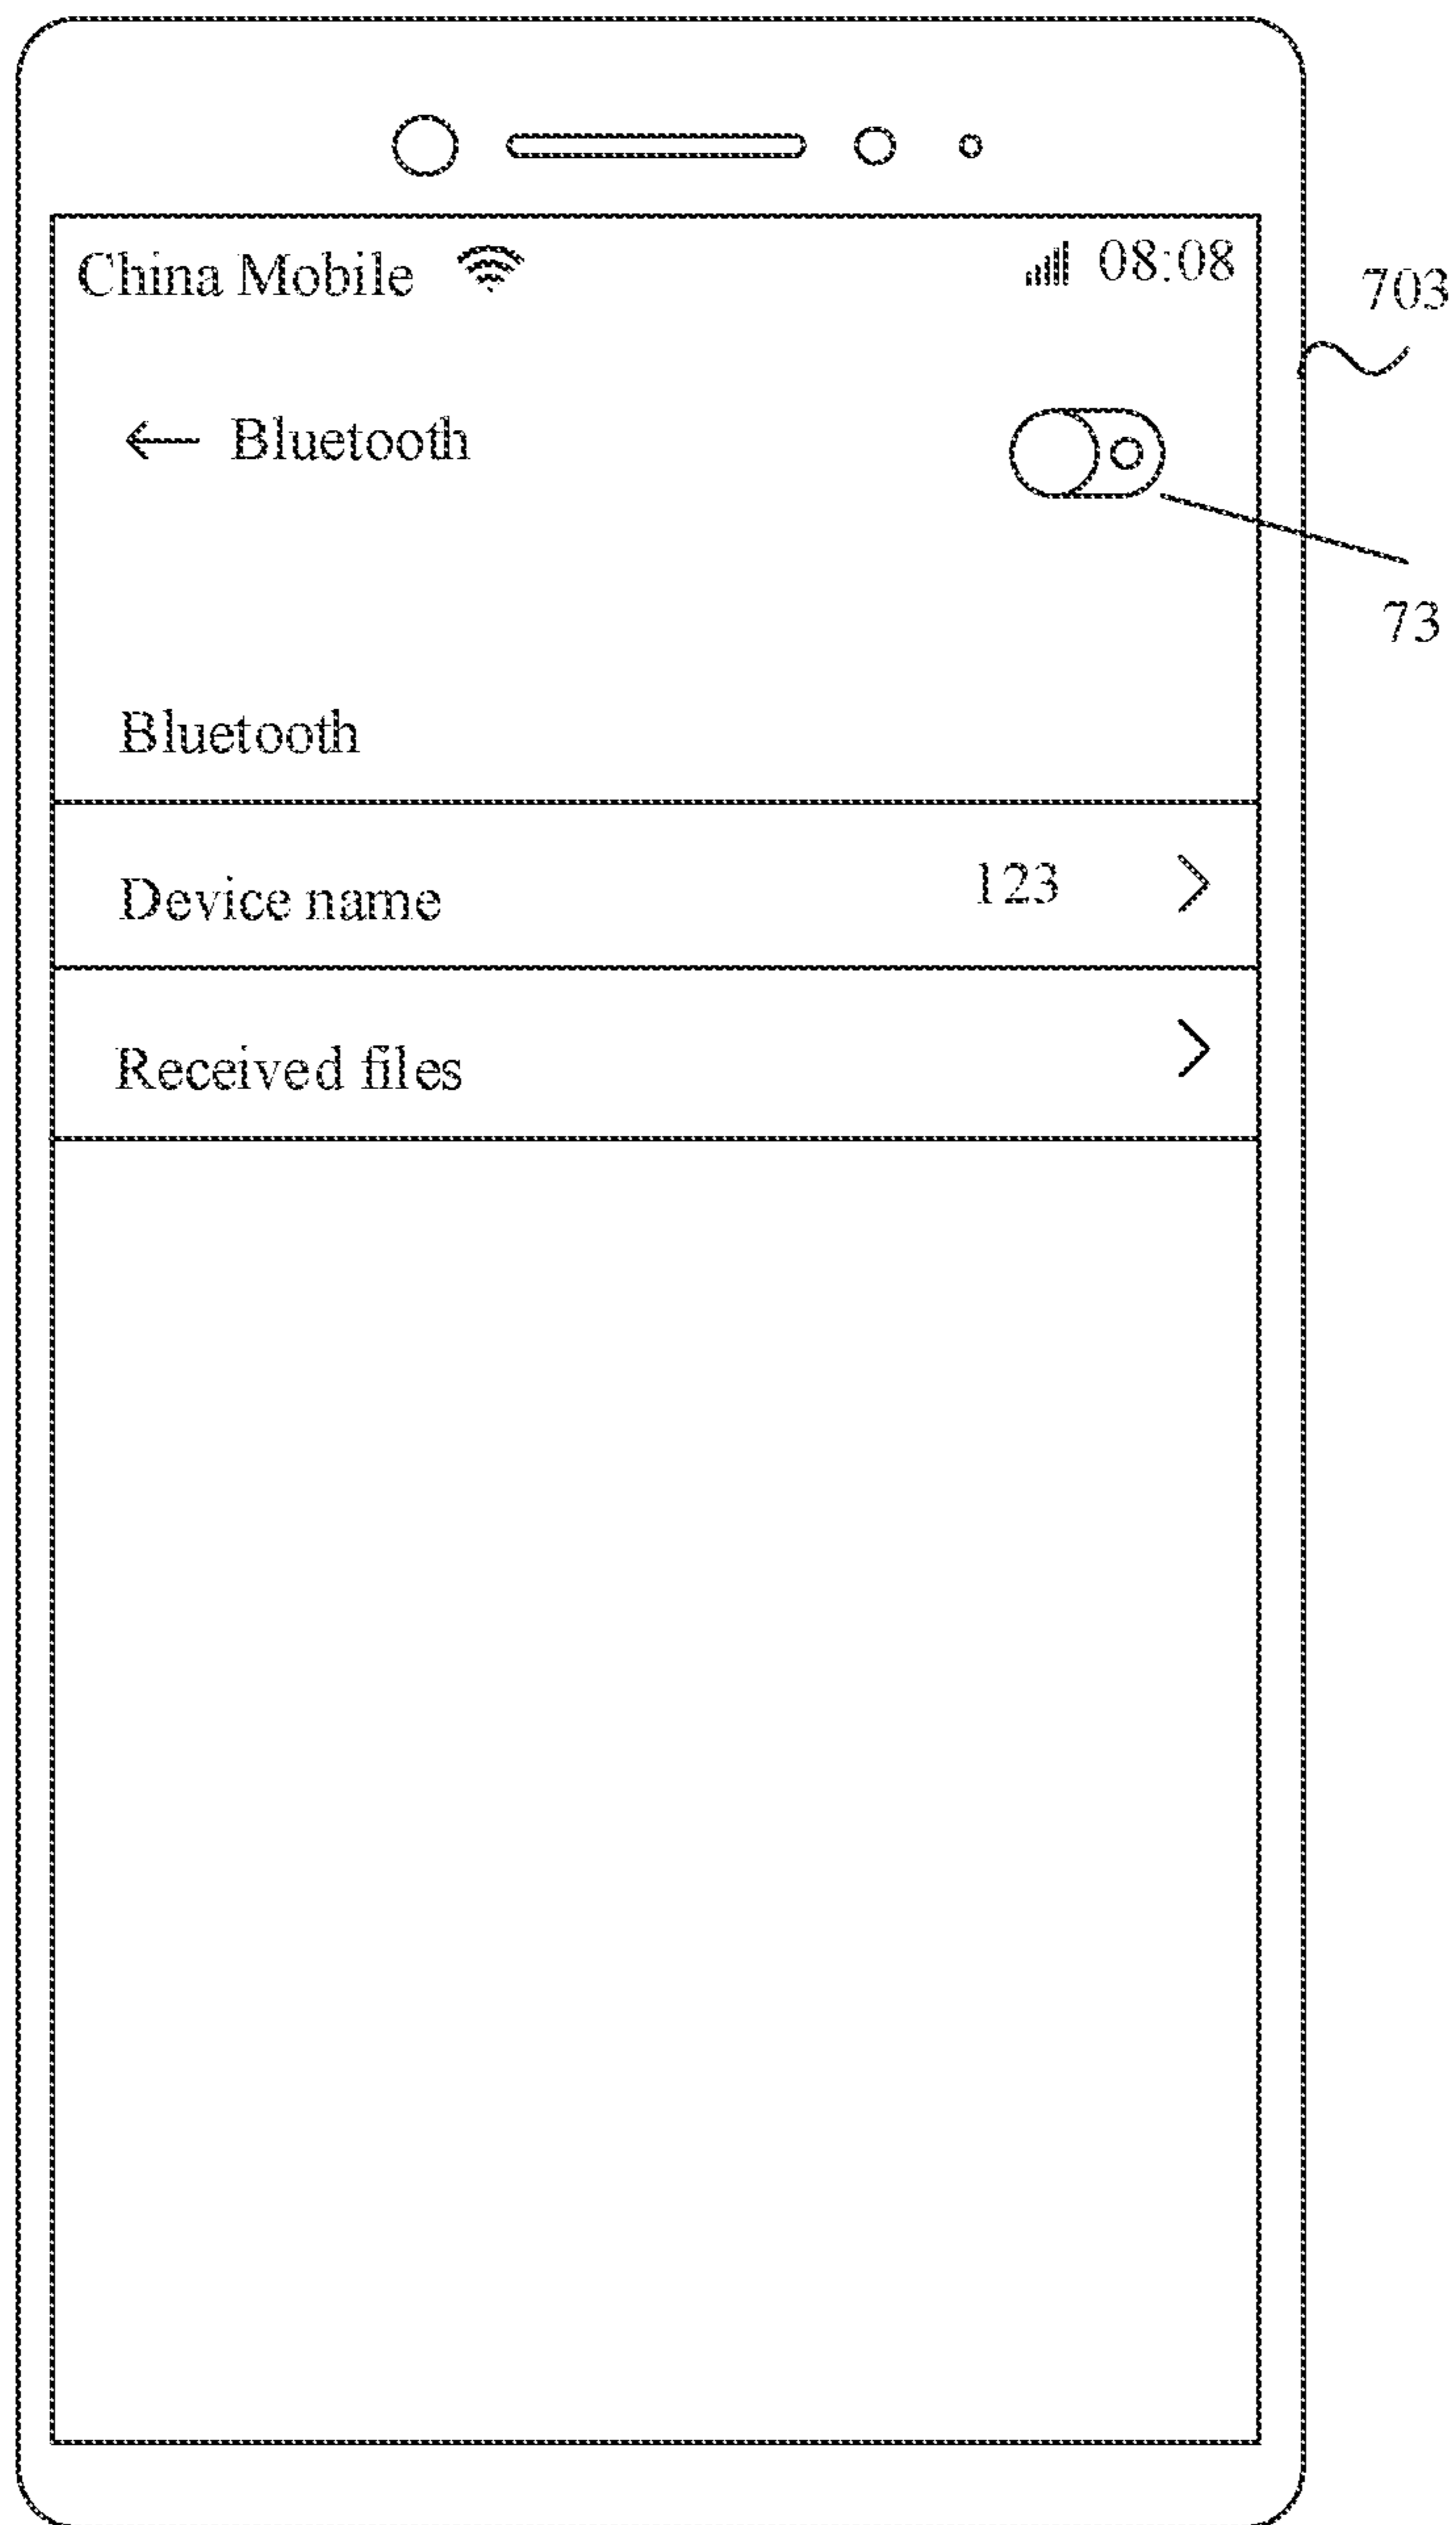 China Mobile 08:08
703
Bluetooth
73
Bluetooth
Device name 123
Received files